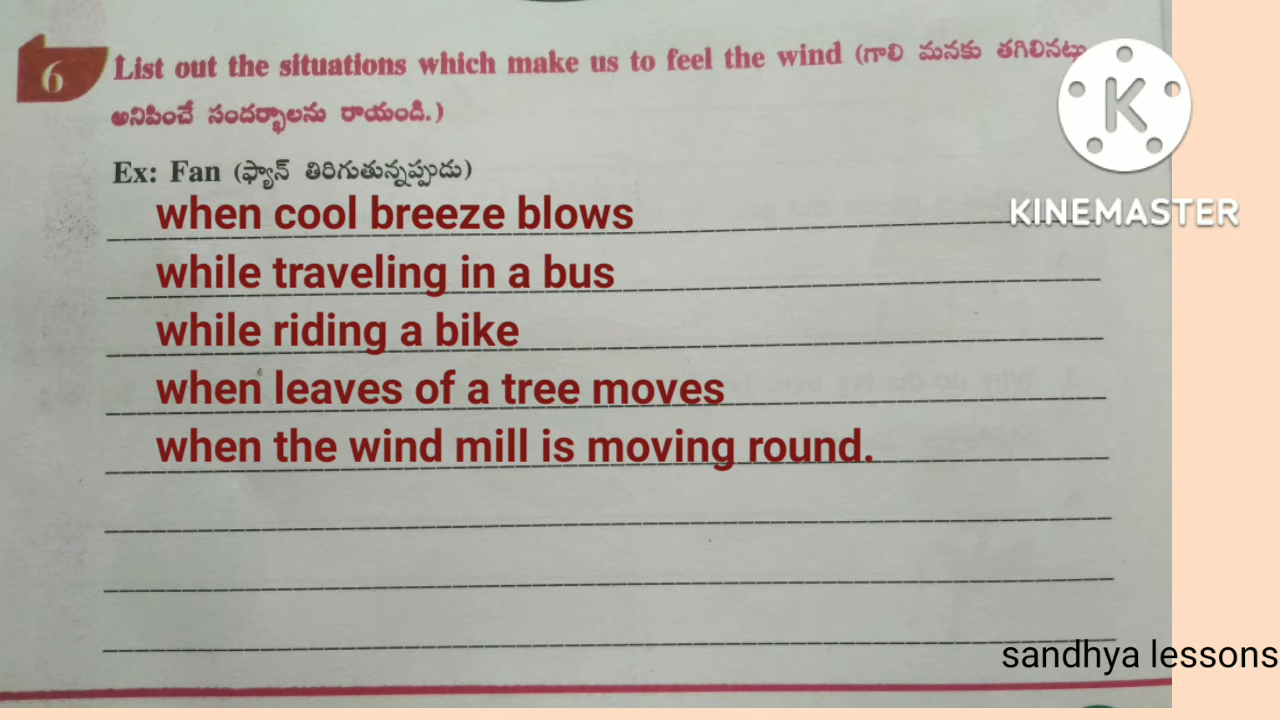 6
List out the situations which make us to feel the wind (గాలి మనకు తగిలినట్లు
అనిపించే సందర్భాలను రాయండి.)
Ex: Fan (ఫ్యాన్ తిరిగుతున్నప్పుడు)
when cool breeze blows
while traveling in a bus
while riding a bike
when leaves of a tree moves
when the wind mill is moving round.
K
KINEMASTER
sandhya lessons